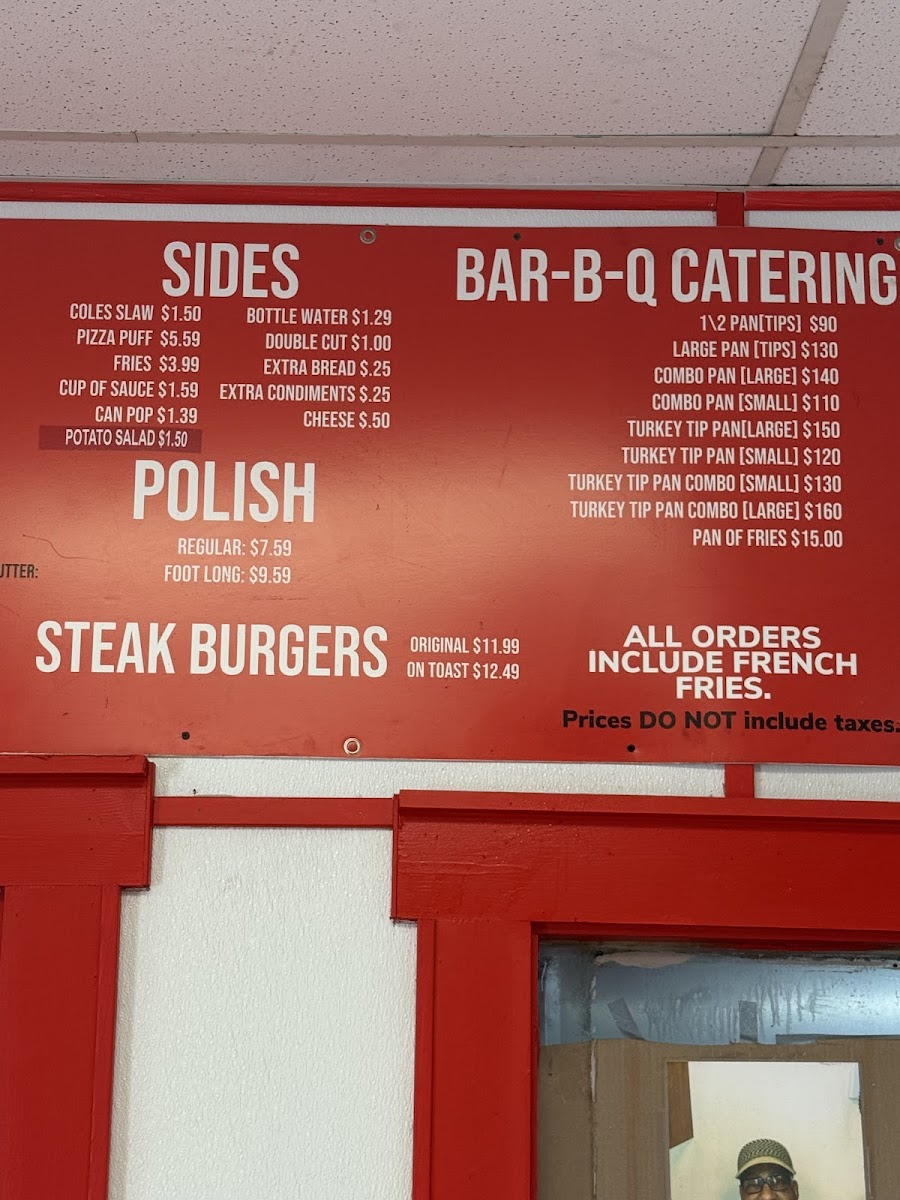 SIDES
COLES SLAW $1.50
PIZZA PUFF $5.59
FRIES $3.99
CUP OF SAUCE $1.59
CAN POP $1.39
POTATO SALAD $1.50
BOTTLE WATER $1.29
DOUBLE CUT $1.00
EXTRA BREAD $.25
EXTRA CONDIMENTS $.25
CHEESE $.50
POLISH
REGULAR: $7.59
FOOT LONG: $9.59
STEAK BURGERS
ORIGINAL $11.99
ON TOAST $12.49
BAR-B-Q CATERING
1\2 PAN[TIPS] $90
LARGE PAN [TIPS] $130
COMBO PAN [LARGE] $140
COMBO PAN [SMALL] $110
TURKEY TIP PAN[LARGE] $150
TURKEY TIP PAN [SMALL] $120
TURKEY TIP PAN COMBO [SMALL] $130
TURKEY TIP PAN COMBO [LARGE] $160
PAN OF FRIES $15.00
ALL ORDERS
INCLUDE FRENCH
FRIES.
Prices DO NOT include taxes.